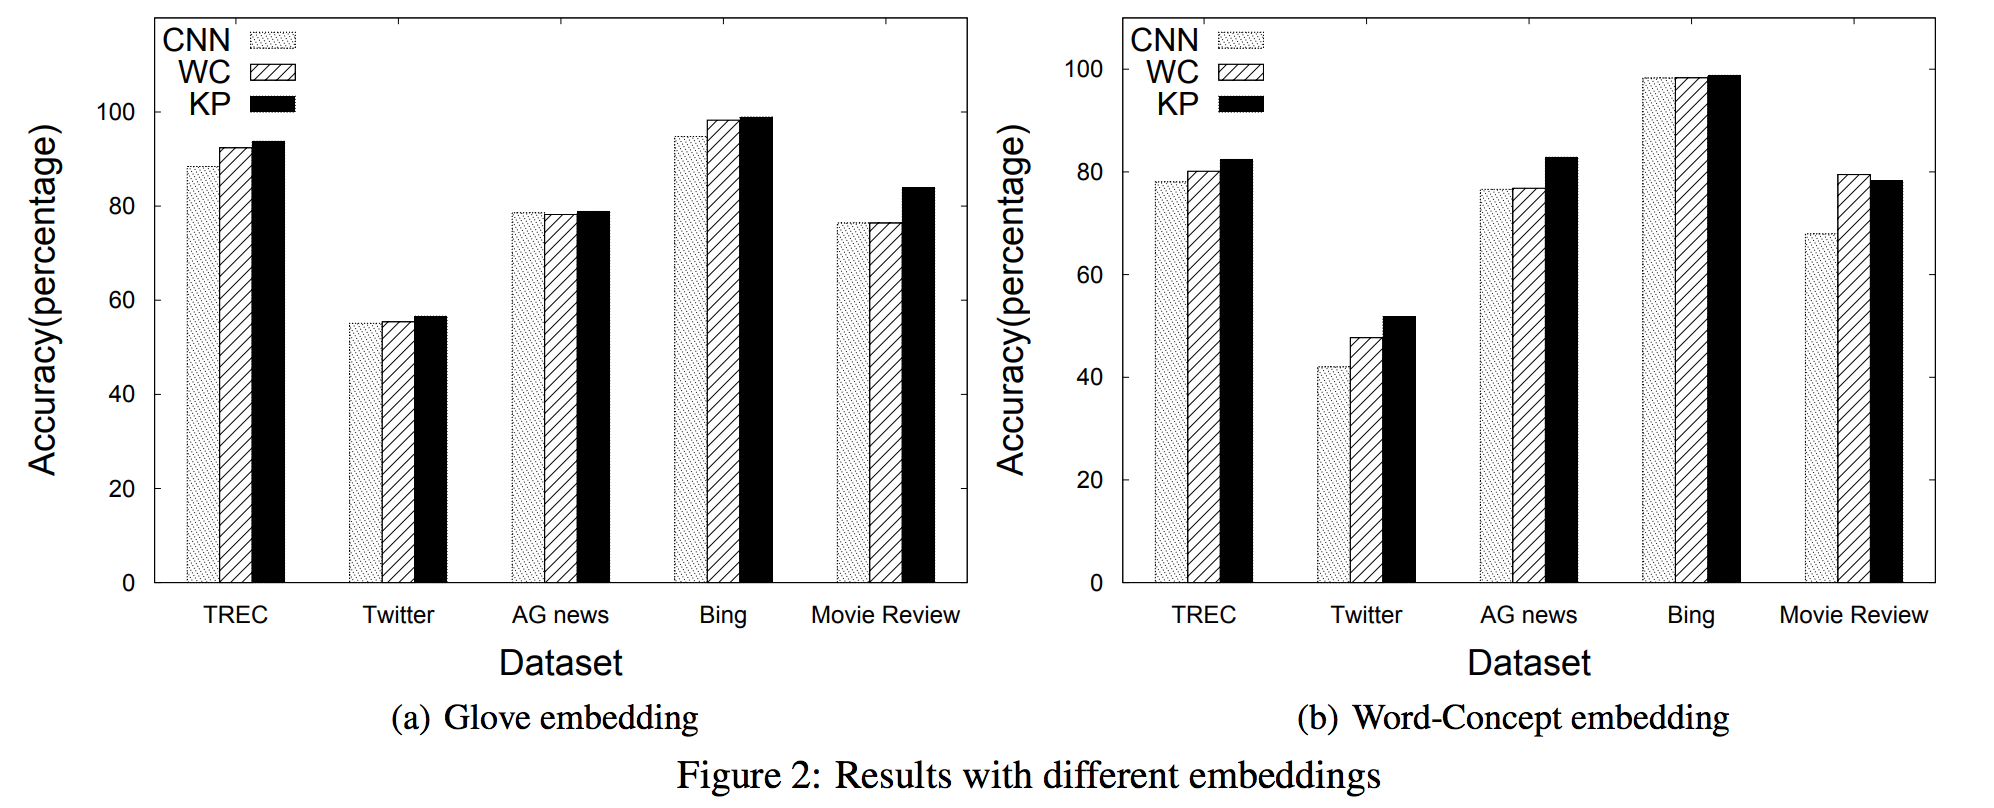 CNN
WC
KP
100
80
60
40
20
0
Accuracy(percentage)
TREC Twitter AG news Bing Movie Review
Dataset
(a) Glove embedding
CNN
WC
KP
100
80
60
40
20
0
Accuracy(percentage)
TREC Twitter AG news Bing Movie Review
Dataset
(b) Word-Concept embedding
Figure 2: Results with different embeddings